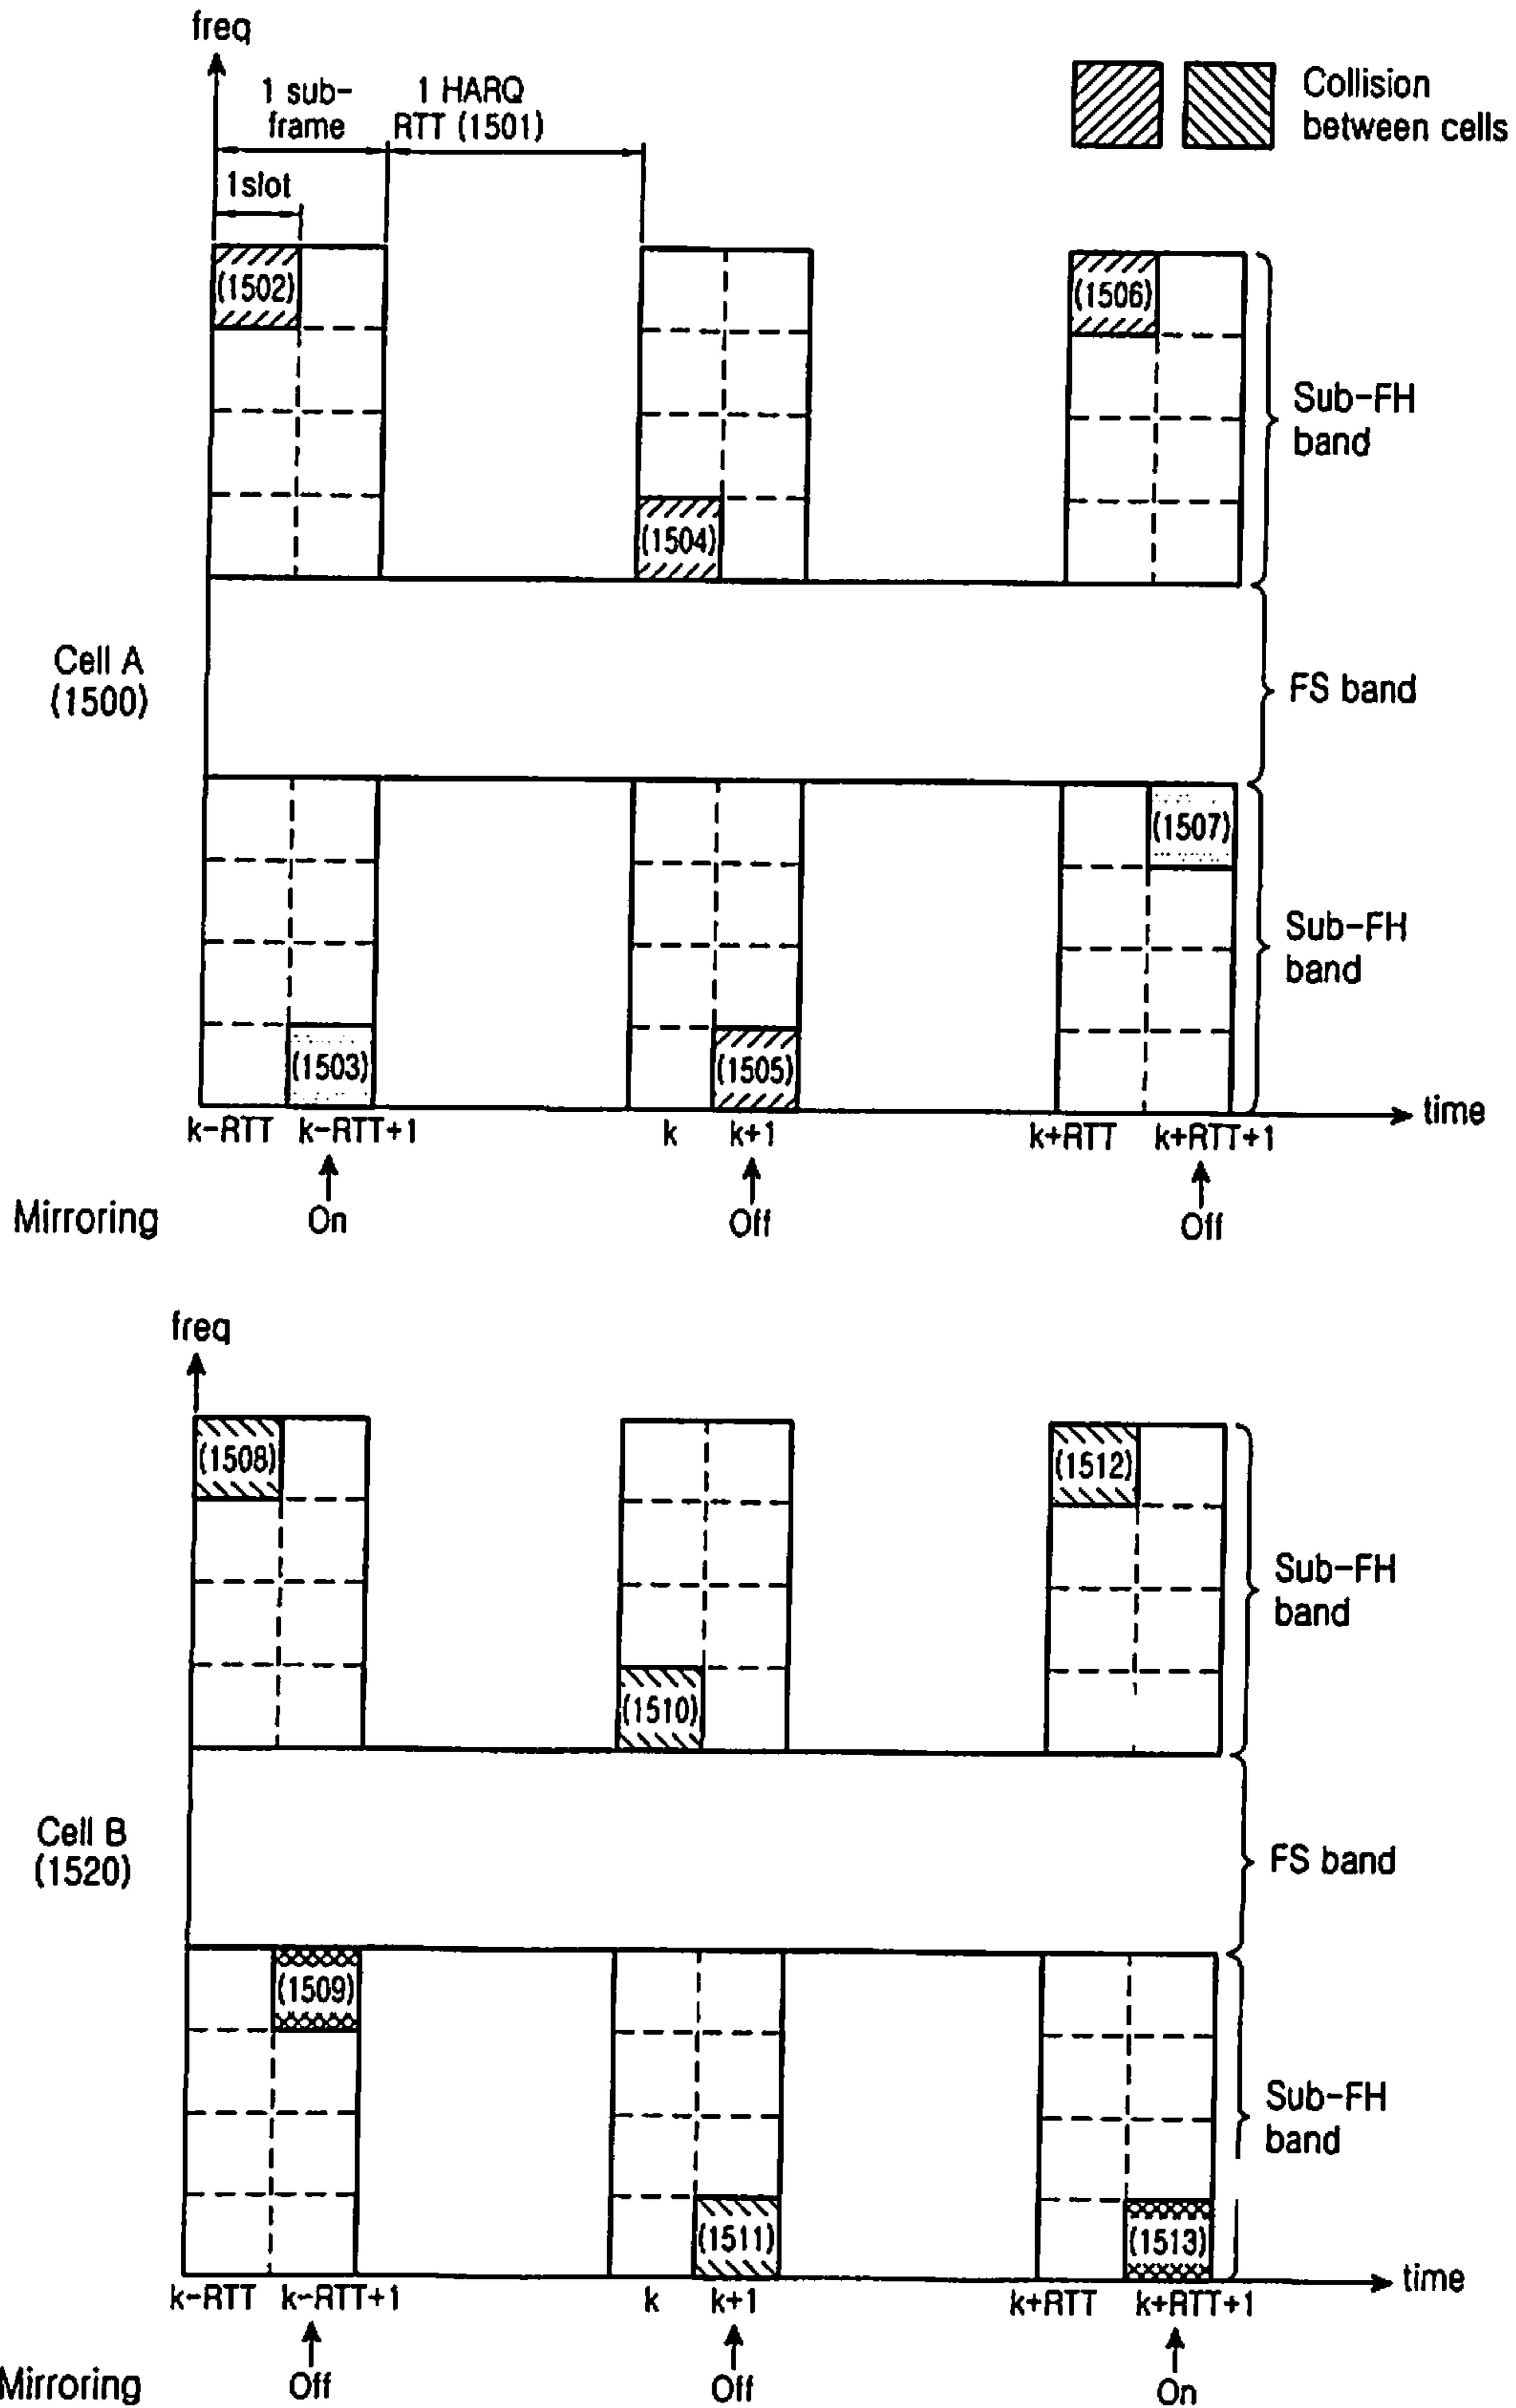 freq
1 sub-
frame
1 HARQ
RTT (1501)
1slot
Collision
between cells
(1502)
(1506)
Sub-FH
band
(1504)
Cell A
(1500)
FS band
(1507)
Sub-FH
band
(1503)
(1505)
time
k-RTT k-RTT+1 k k+1 k+RTT k+RTT+1
Mirroring On Off Off
freq
(1508)
(1512)
Sub-FH
band
(1510)
Cell B
(1520)
FS band
(1509)
Sub-FH
band
(1511)
(1513)
time
k-RTT k-RTT+1 k k+1 k+RTT k+RTT+1
Mirroring Off Off On